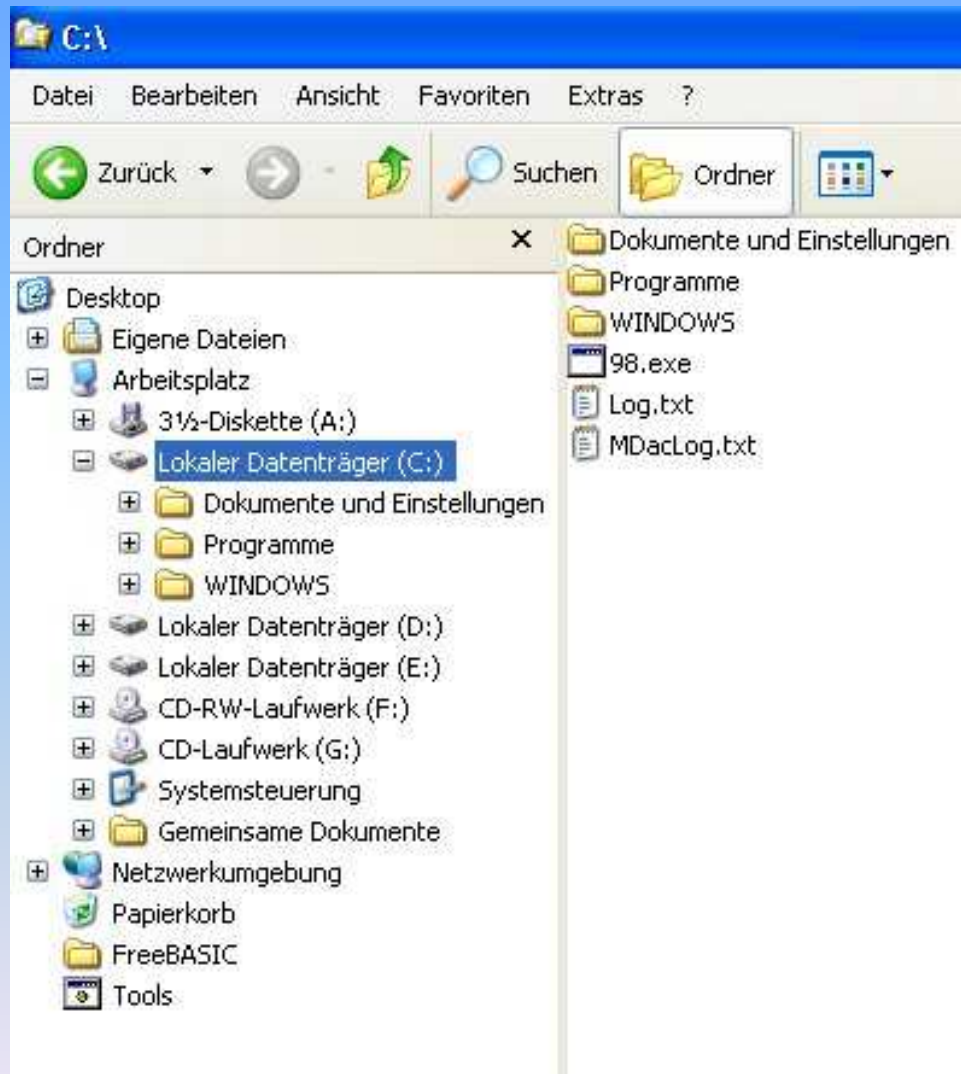 C:\
Datei Bearbeiten Ansicht Favoriten Extras ?
Zurück Suchen Ordner
Ordner
Desktop
Eigene Dateien
Arbeitsplatz
3½-Diskette (A:)
Lokaler Datenträger (C:)
Dokumente und Einstellungen
Programme
WINDOWS
Lokaler Datenträger (D:)
Lokaler Datenträger (E:)
CD-RW-Laufwerk (F:)
CD-Laufwerk (G:)
Systemsteuerung
Gemeinsame Dokumente
Netzwerkumgebung
Papierkorb
FreeBASIC
Tools
Dokumente und Einstellungen
Programme
WINDOWS
98.exe
Log.txt
MDacLog.txt